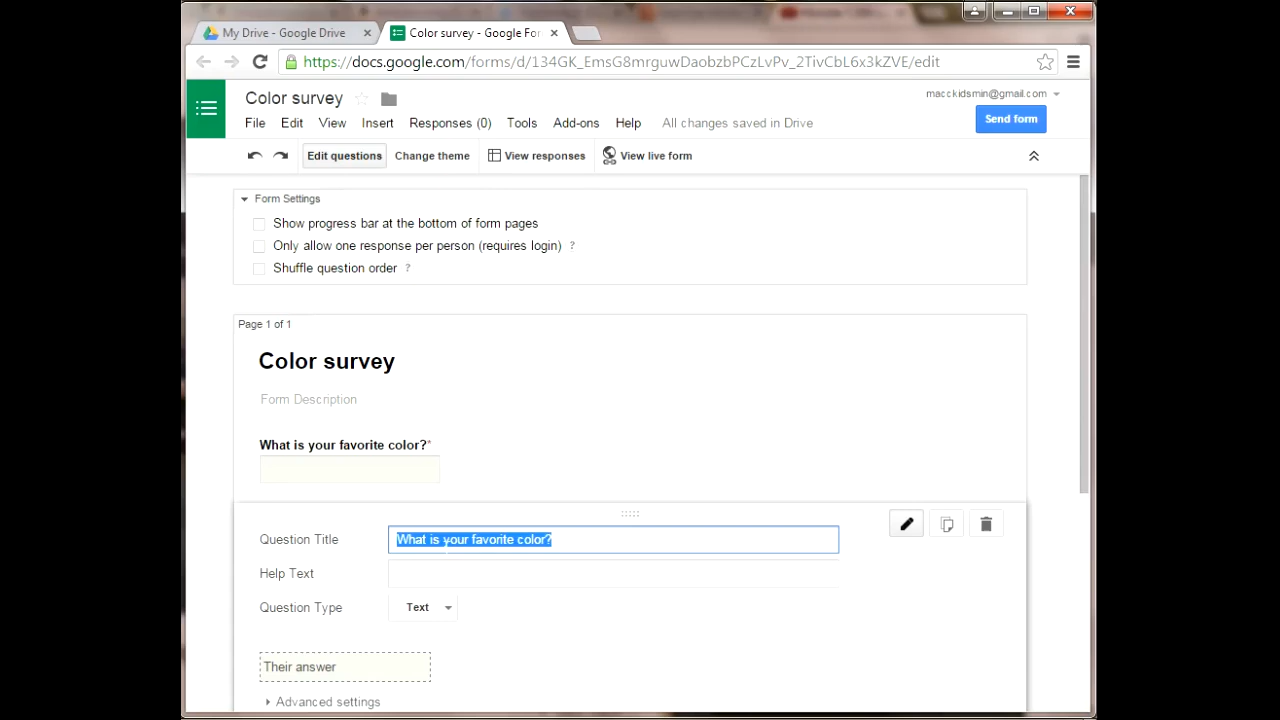 My Drive - Google Drive
Color survey - Google For
https://docs.google.com/forms/d/134GK_EmsG8mrguwDaobzbPCzLvPv_2TivCbL6x3kZVE/edit
Color survey
macckidsmin@gmail.com
File Edit View Insert Responses (0) Tools Add-ons Help All changes saved in Drive
Send form
Edit questions Change theme View responses View live form
Form Settings
Show progress bar at the bottom of form pages
Only allow one response per person (requires login) ?
Shuffle question order ?
Page 1 of 1
Color survey
Form Description
What is your favorite color?*
Question Title What is your favorite color?
Help Text
Question Type Text
Their answer
Advanced settings